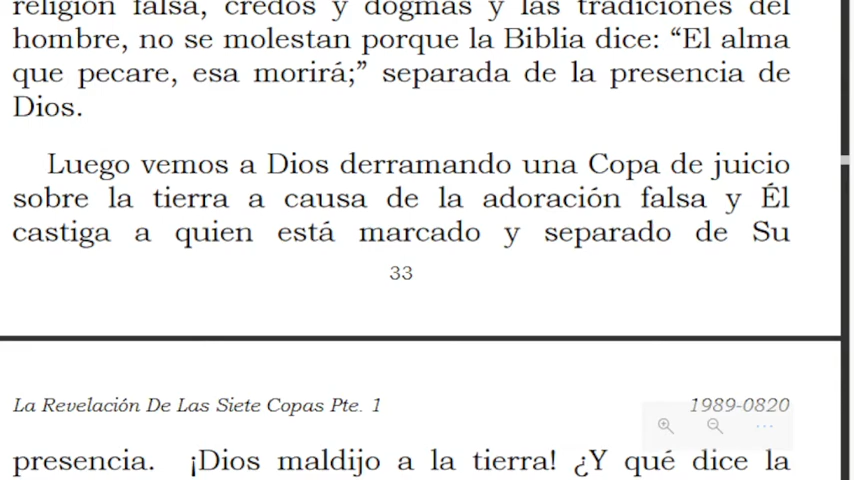 religión falsa, credos y dogmas y las tradiciones del
hombre, no se molestan porque la Biblia dice: “El alma
que pecare, esa morirá;” separada de la presencia de
Dios.
Luego vemos a Dios derramando una Copa de juicio
sobre la tierra a causa de la adoración falsa y Él
castiga a quien está marcado y separado de Su
33
La Revelación De Las Siete Copas Pte. 1 1989-0820
presencia. ¡Dios maldijo a la tierra! ¿Y qué dice la